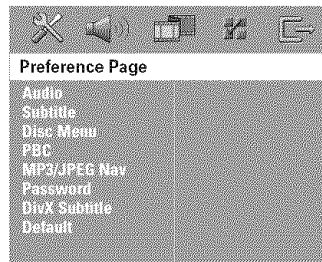 Preference Page
Audio
Subtitle
Disc Menu
PBC
MP3/JPEG Nav
Password
DivX Subtitle
Default